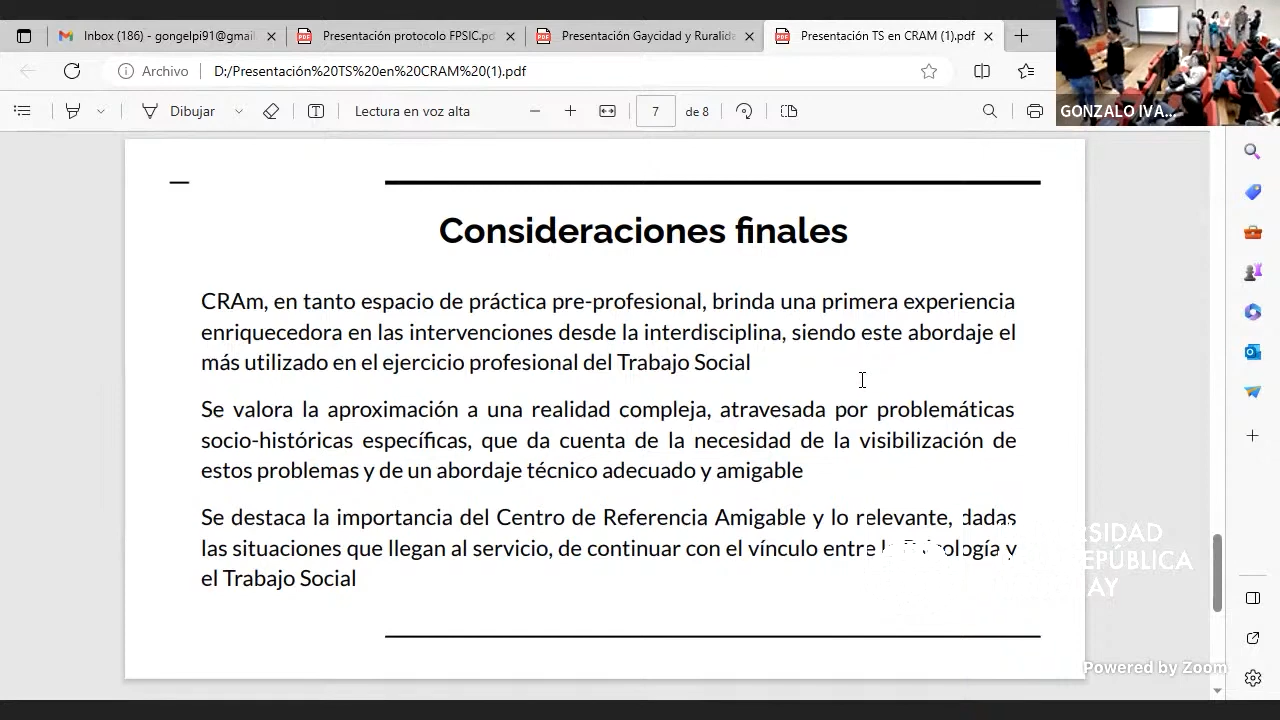 Inbox (186) - gongelpi91@gmail
Presentación protocolo FPSIC.pd
Presentación Gaycidad y Ruralida
Presentación TS en CRAM (1).pdf
Archivo
D:/Presentación%20TS%20en%20CRAM%20(1).pdf
GONZALO IVA...
Dibujar
Lectura en voz alta
7
de 8
Consideraciones finales
CRAm, en tanto espacio de práctica pre-profesional, brinda una primera experiencia
enriquecedora en las intervenciones desde la interdisciplina, siendo este abordaje el
más utilizado en el ejercicio profesional del Trabajo Social
Se valora la aproximación a una realidad compleja, atravesada por problemáticas
socio-históricas específicas, que da cuenta de la necesidad de la visibilización de
estos problemas y de un abordaje técnico adecuado y amigable
Se destaca la importancia del Centro de Referencia Amigable y lo relevante, dadas
las situaciones que llegan al servicio, de continuar con el vínculo entre la Psicología y
el Trabajo Social
RSIDAD
EPÚBLICA
AY
Powered by Zoom